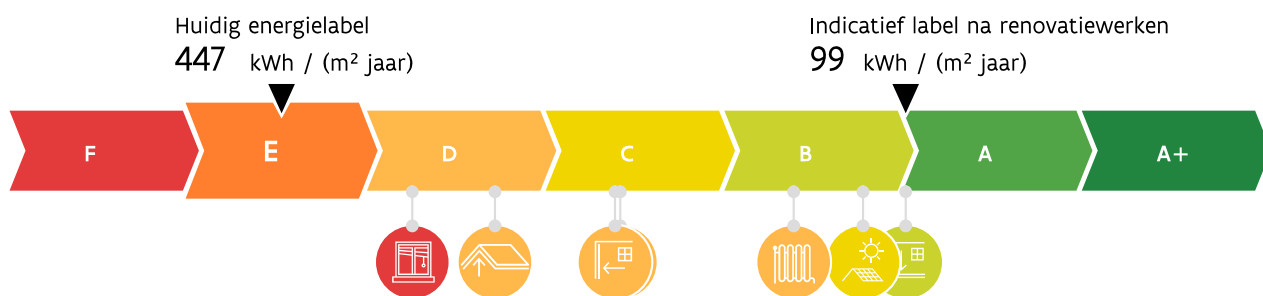 Huidig energielabel
447 kWh / (m² jaar)
Indicatief label na renovatiewerken
99 kWh / (m² jaar)
F E D C B A A+